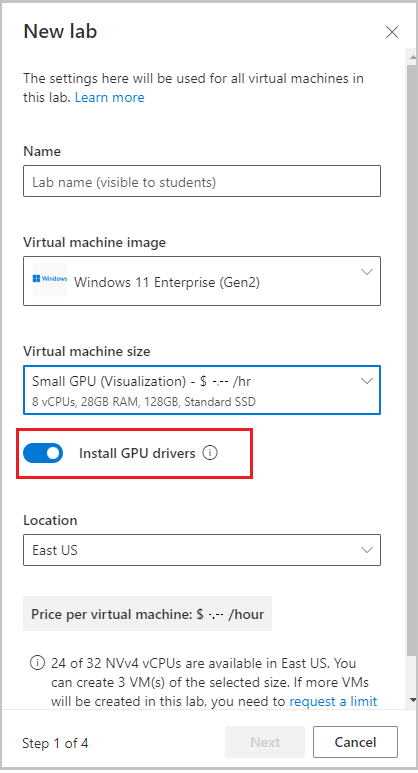 New lab
The settings here will be used for all virtual machines in
this lab. Learn more
Name
Lab name (visible to students)
Virtual machine image
Windows
Windows 11 Enterprise (Gen2)
Virtual machine size
Small GPU (Visualization) - $ -.-- /hr
8 vCPUs, 28GB RAM, 128GB, Standard SSD
Install GPU drivers
Location
East US
Price per virtual machine: $ -.-- /hour
24 of 32 NVv4 vCPUs are available in East US. You
can create 3 VM(s) of the selected size. If more VMs
will be created in this lab, you need to request a limit
Step 1 of 4
Next
Cancel